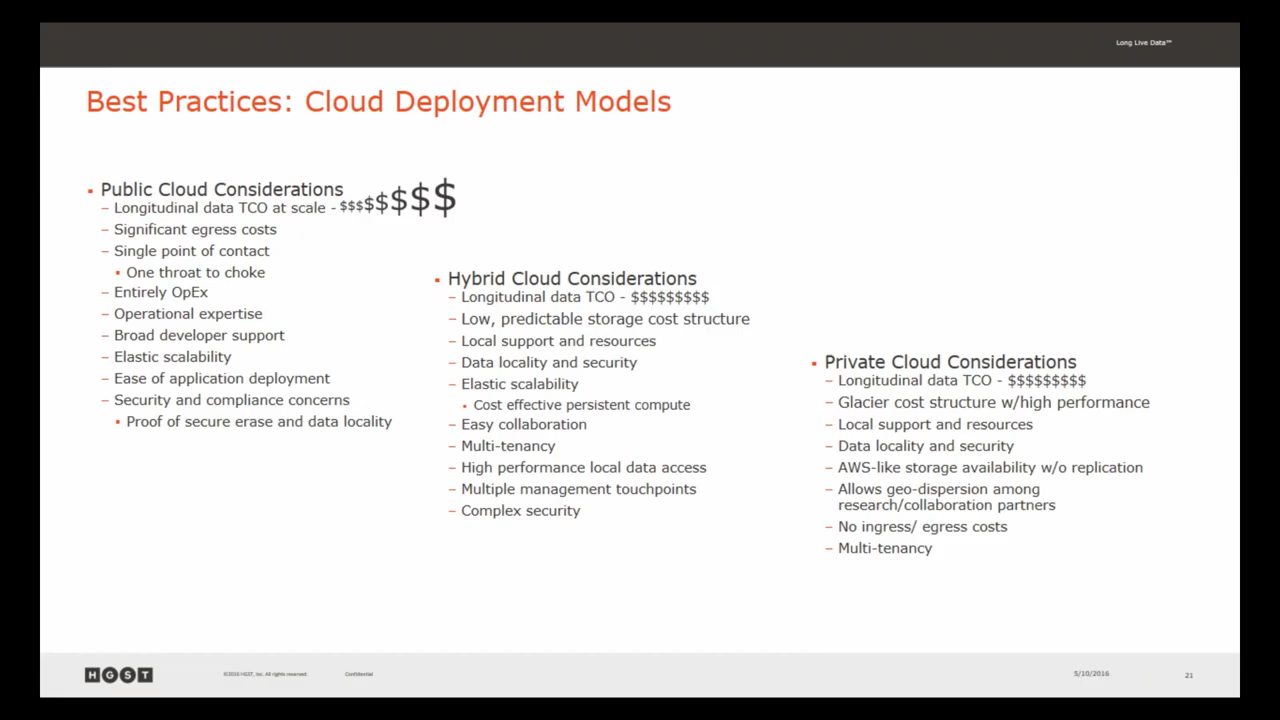 Long Live Data™
Best Practices: Cloud Deployment Models
▪ Public Cloud Considerations
– Longitudinal data TCO at scale - $$$$$$$$$
– Significant egress costs
– Single point of contact
▪ One throat to choke
– Entirely OpEx
– Operational expertise
– Broad developer support
– Elastic scalability
– Ease of application deployment
– Security and compliance concerns
▪ Proof of secure erase and data locality
▪ Hybrid Cloud Considerations
– Longitudinal data TCO - $$$$$$$$$
– Low, predictable storage cost structure
– Local support and resources
– Data locality and security
– Elastic scalability
▪ Cost effective persistent compute
– Easy collaboration
– Multi-tenancy
– High performance local data access
– Multiple management touchpoints
– Complex security
▪ Private Cloud Considerations
– Longitudinal data TCO - $$$$$$$$$
– Glacier cost structure w/high performance
– Local support and resources
– Data locality and security
– AWS-like storage availability w/o replication
– Allows geo-dispersion among
research/collaboration partners
– No ingress/ egress costs
– Multi-tenancy
HGST
©2016 HGST, Inc. All rights reserved.
Confidential
5/10/2016
21